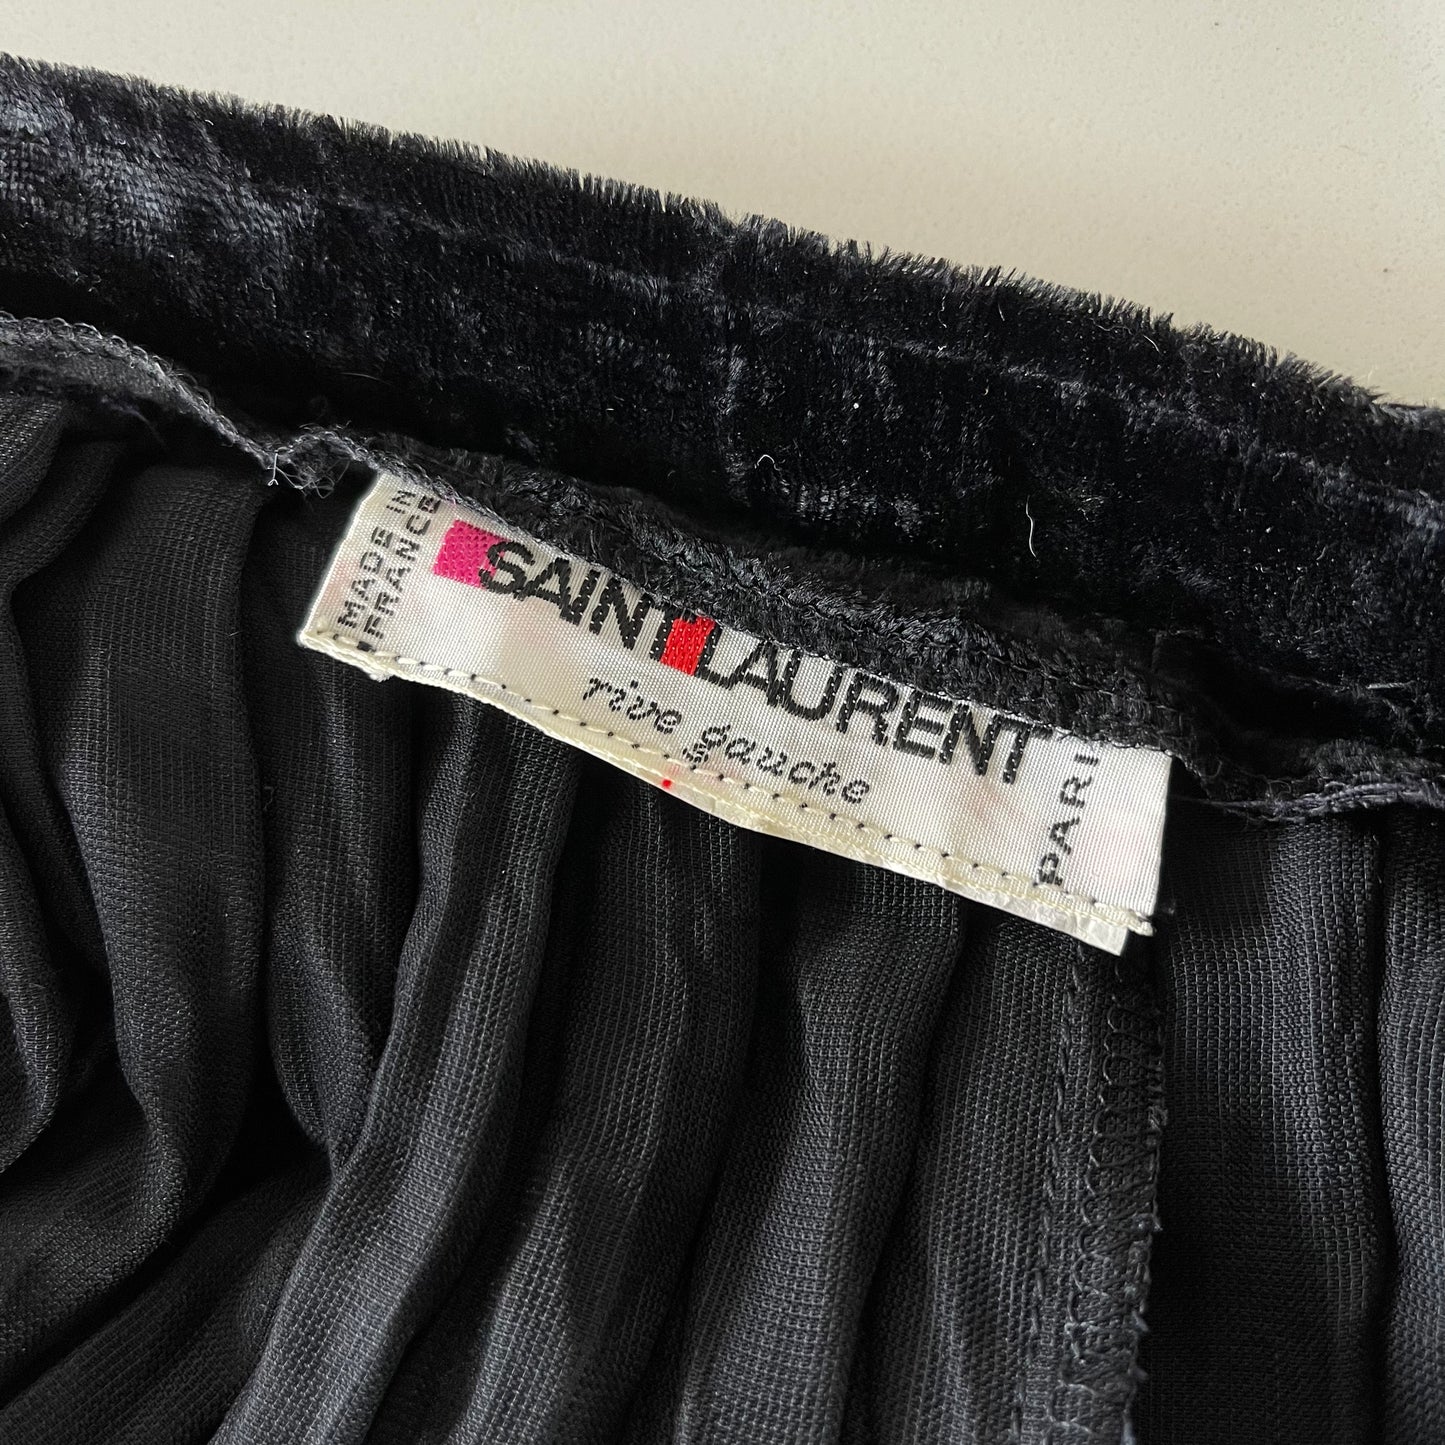 MADE IN
FRANCE
SAINT LAURENT
rive gauche
PARI